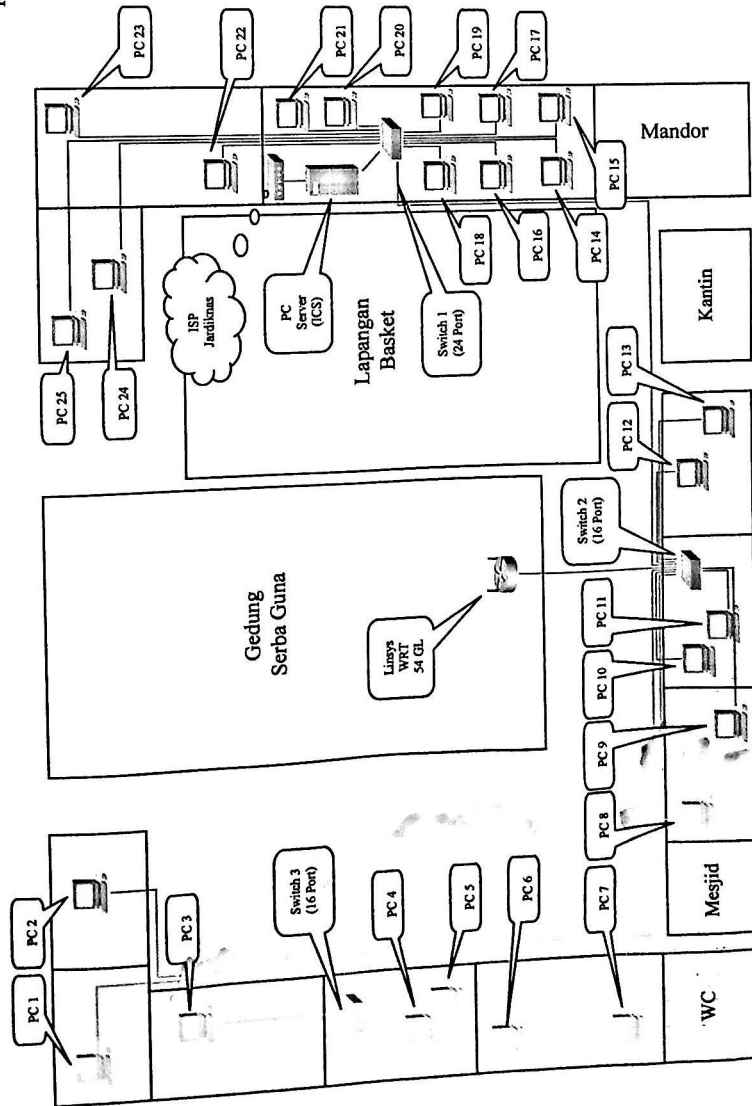 PC 1
PC 2
PC 3
Switch 3
(16 Port)
PC 4
PC 5
PC 6
PC 7
WC
Mesjid
PC 8
PC 9
PC 10
PC 11
Switch 2
(16 Port)
PC 12
PC 13
Kantin
Gedung
Serba Guna
Linsys
WRT
54 GL
ISP
Jardiknas
PC
Server
(ICS)
Lapangan
Basket
Switch 1
(24 Port)
PC 25
PC 24
PC 23
PC 22
PC 21
PC 20
PC 19
PC 17
PC 18
PC 16
PC 14
PC 15
Mandor